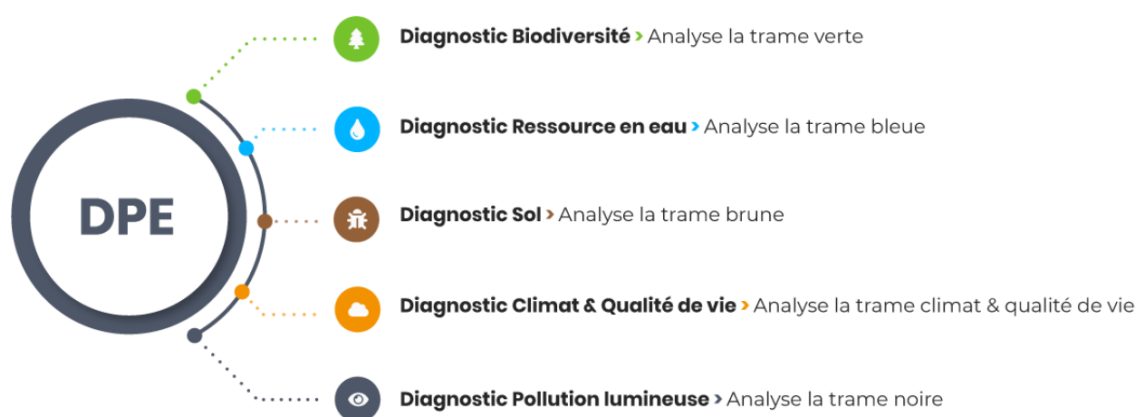 Diagnostic Biodiversité > Analyse la trame verte
Diagnostic Ressource en eau > Analyse la trame bleue
DPE
Diagnostic Sol > Analyse la trame brune
Diagnostic Climat & Qualité de vie > Analyse la trame climat & qualité de vie
Diagnostic Pollution lumineuse > Analyse la trame noire